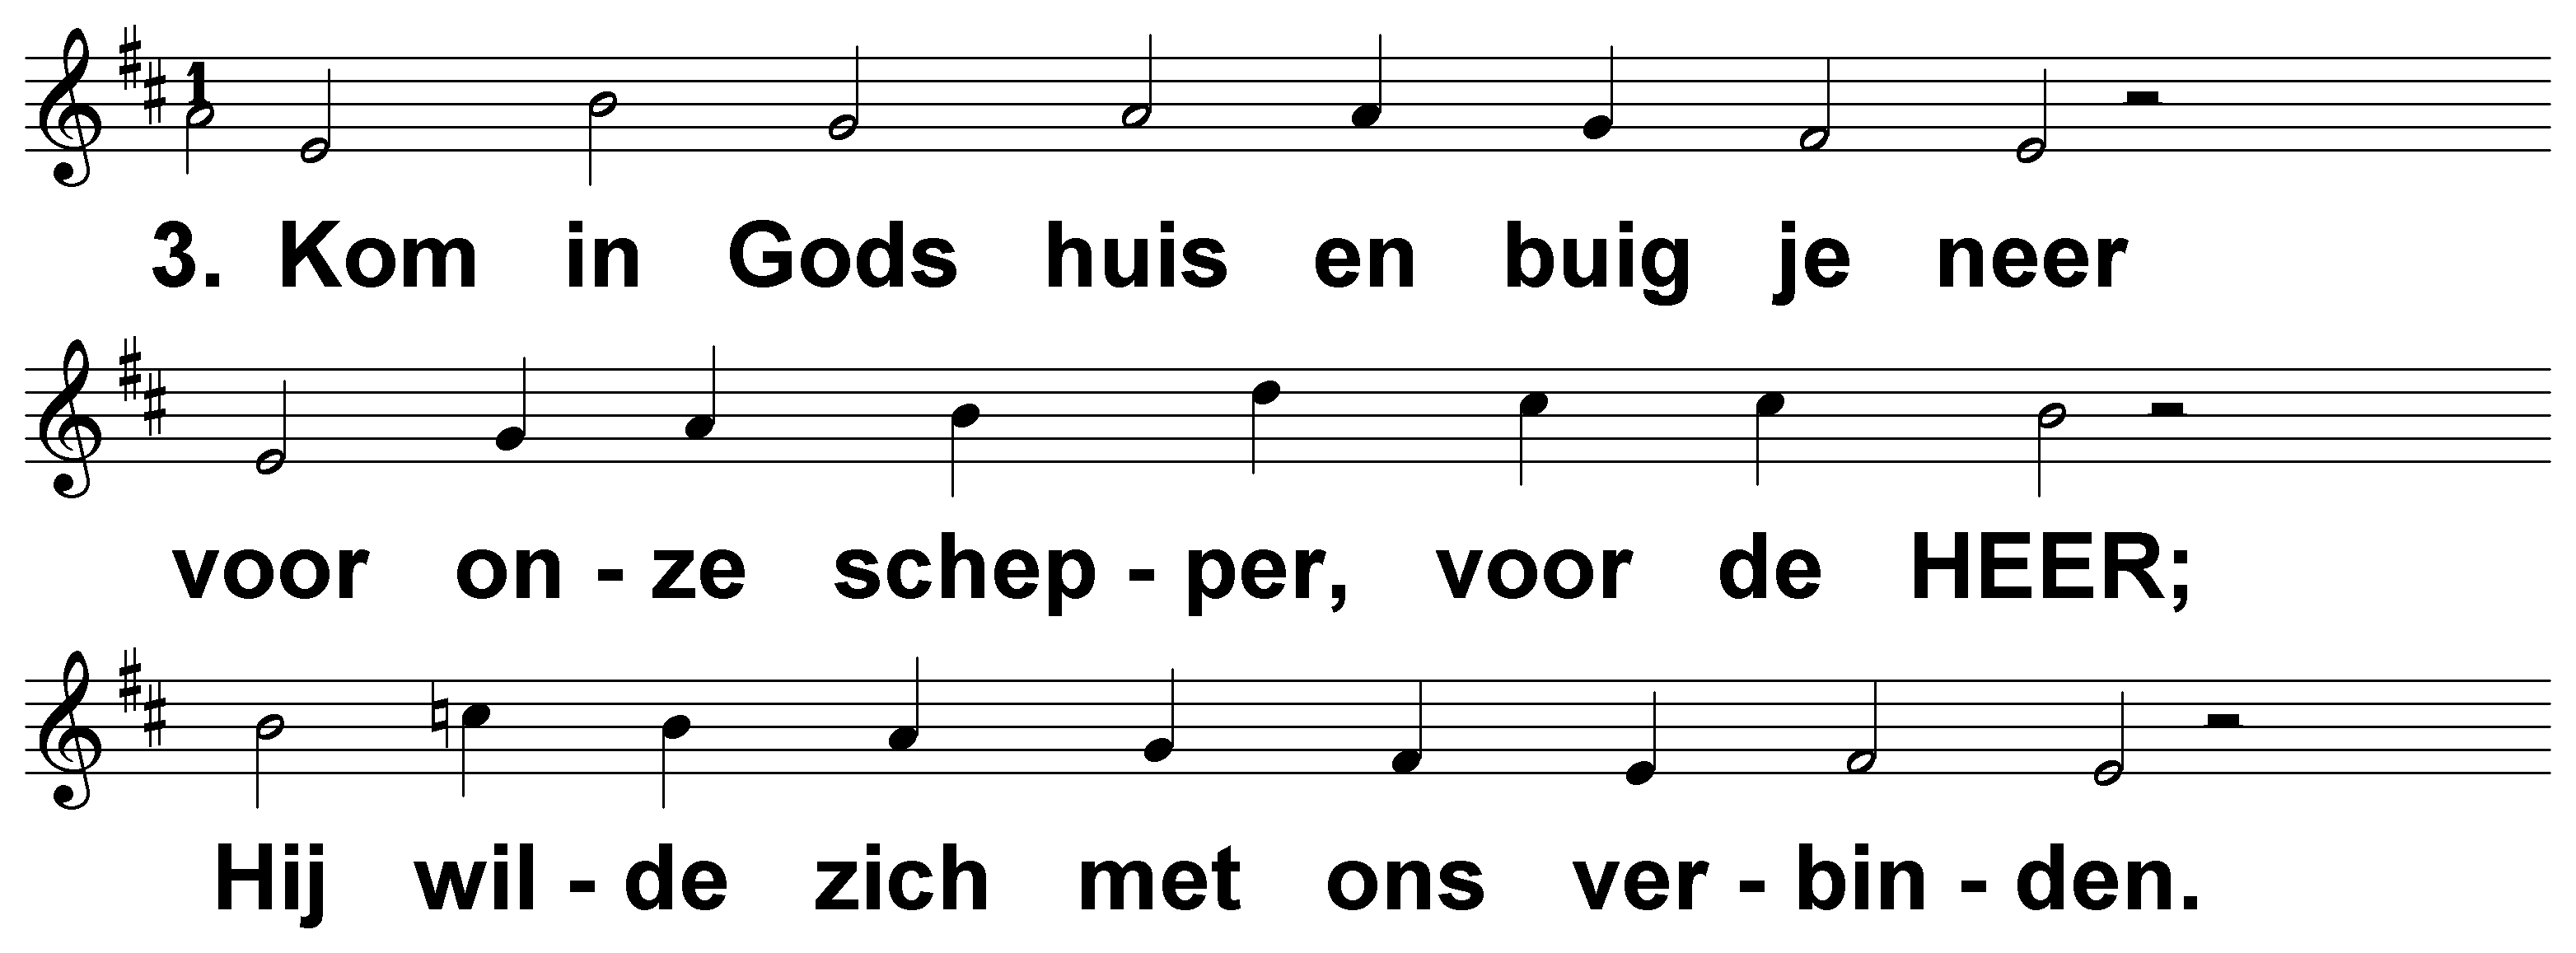 1
3. Kom in Gods huis en buig je neer
voor on - ze schep - per, voor de HEER;
Hij wil - de zich met ons ver - bin - den.